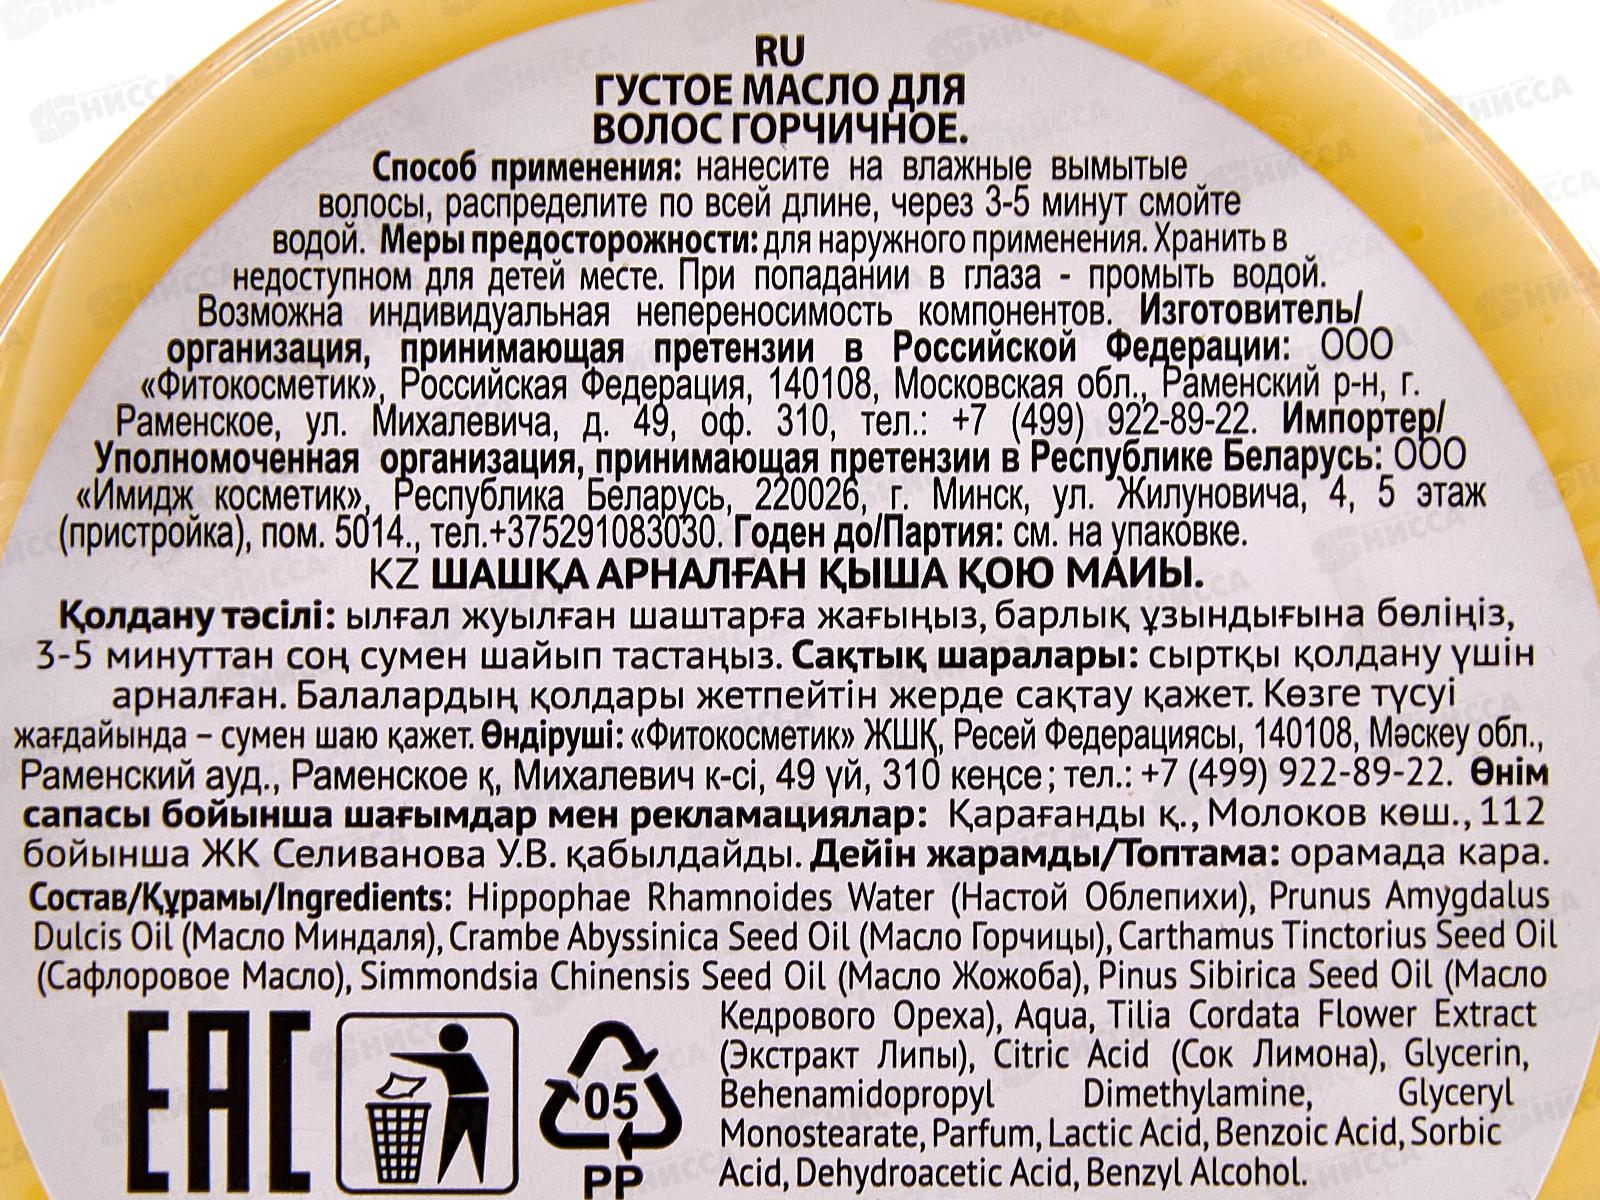 RU
ГУСТОЕ МАСЛО ДЛЯ
ВОЛОС ГОРЧИЧНОЕ.
Способ применения: нанесите на влажные вымытые
волосы, распределите по всей длине, через 3-5 минут смойте
водой. Меры предосторожности: для наружного применения. Хранить в
недоступном для детей месте. При попадании в глаза - промыть водой.
Возможна индивидуальная непереносимость компонентов. Изготовитель/
организация, принимающая претензии в Российской Федерации: ООО
«Фитокосметик», Российская Федерация, 140108, Московская обл., Раменский р-н, г.
Раменское, ул. Михалевича, д. 49, оф. 310, тел.: +7 (499) 922-89-22. Импортер/
Уполномоченная организация, принимающая претензии в Республике Беларусь: ООО
«Имидж косметик», Республика Беларусь, 220026, г. Минск, ул. Жилуновича, 4, 5 этаж
(пристройка), пом. 5014., тел.+375291083030. Годен до/Партия: см. на упаковке.
KZ ШАШҚА АРНАЛҒАН ҚЫША ҚОЮ МАЙЫ.
Қолдану тәсілі: ылғал жуылған шаштарға жағыңыз, барлық ұзындығына бөліңіз,
3-5 минуттан соң сумен шайып тастаңыз. Сақтық шаралары: сыртқы қолдану үшін
арналған. Балалардың қолдары жетпейтін жерде сақтау қажет. Көзге түсуі
жағдайында – сумен шаю қажет. Өндіруші: «Фитокосметик» ЖШҚ, Ресей Федерациясы, 140108, Мәскеу обл.,
Раменский ауд., Раменское қ, Михалевич к-сі, 49 үй, 310 кеңсе; тел.: +7 (499) 922-89-22. Өнім
сапасы бойынша шағымдар мен рекламациялар: Қарағанды қ., Молоков көш., 112
бойынша ЖК Селиванова У.В. қабылдайды. Дейін жарамды/Топтама: орамада кара.
Состав/Құрамы/Ingredients: Hippophae Rhamnoides Water (Настой Облепихи), Prunus Amygdalus
Dulcis Oil (Масло Миндаля), Crambe Abyssinica Seed Oil (Масло Горчицы), Carthamus Tinctorius Seed Oil
(Сафлоровое Масло), Simmondsia Chinensis Seed Oil (Масло Жожоба), Pinus Sibirica Seed Oil (Масло
Кедрового Ореха), Aqua, Tilia Cordata Flower Extract
(Экстракт Липы), Citric Acid (Сок Лимона), Glycerin,
Behenamidopropyl Dimethylamine, Glyceryl
Monostearate, Parfum, Lactic Acid, Benzoic Acid, Sorbic
Acid, Dehydroacetic Acid, Benzyl Alcohol.
EAC
05
PP
НИССА